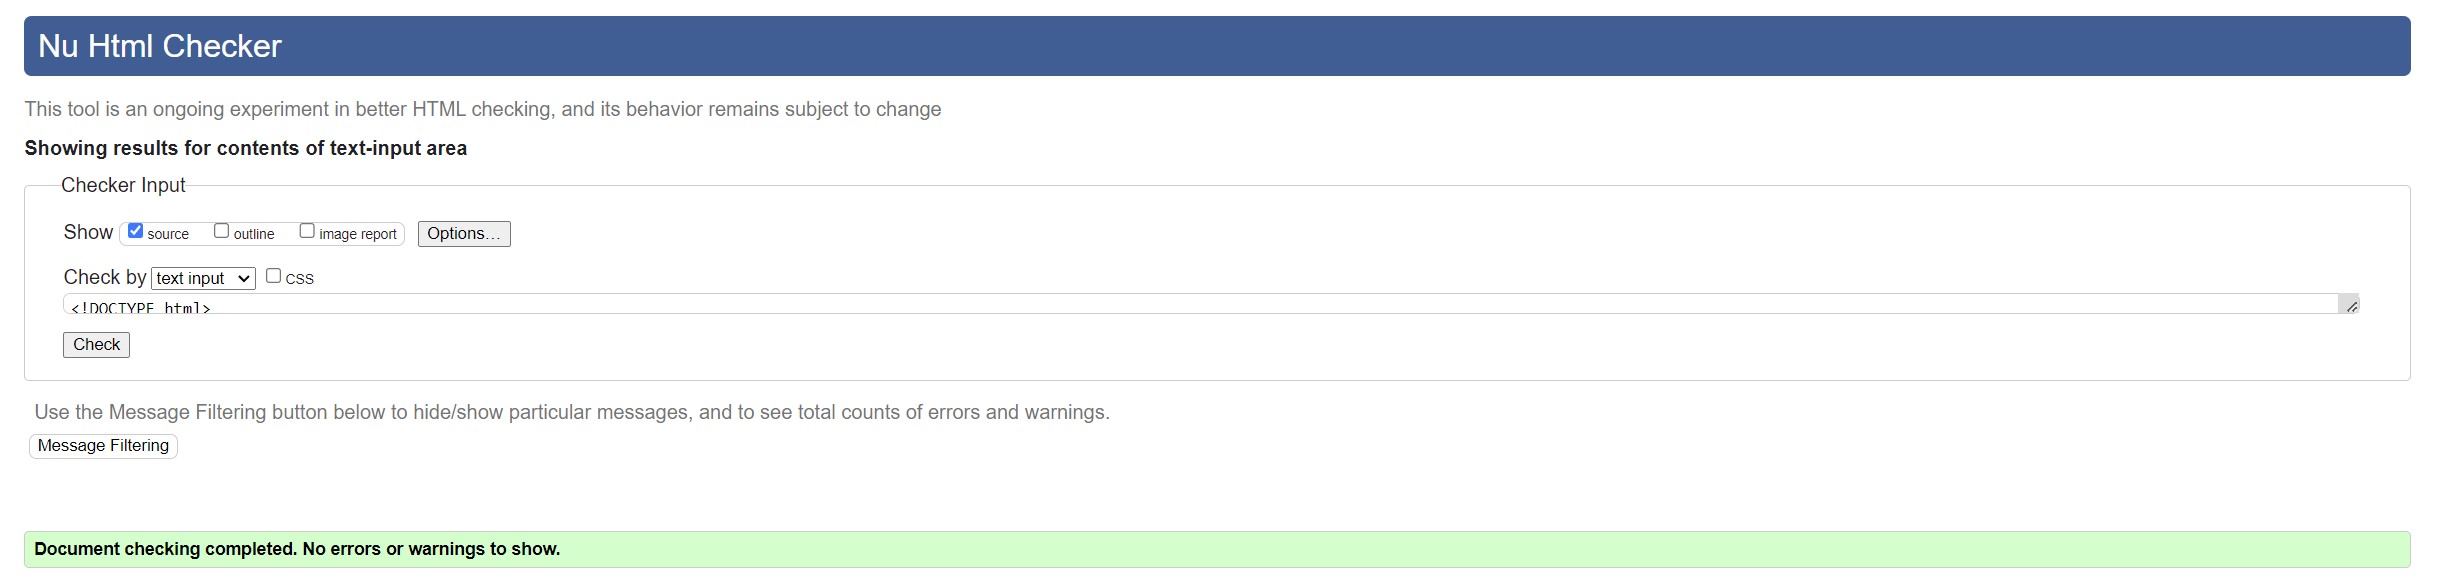 Nu Html Checker
This tool is an ongoing experiment in better HTML checking, and its behavior remains subject to change
Showing results for contents of text-input area
Checker Input
Show source outline image report Options...
Check by text input CSS
<!DOCTYPE html>
Check
Use the Message Filtering button below to hide/show particular messages, and to see total counts of errors and warnings.
Message Filtering
Document checking completed. No errors or warnings to show.